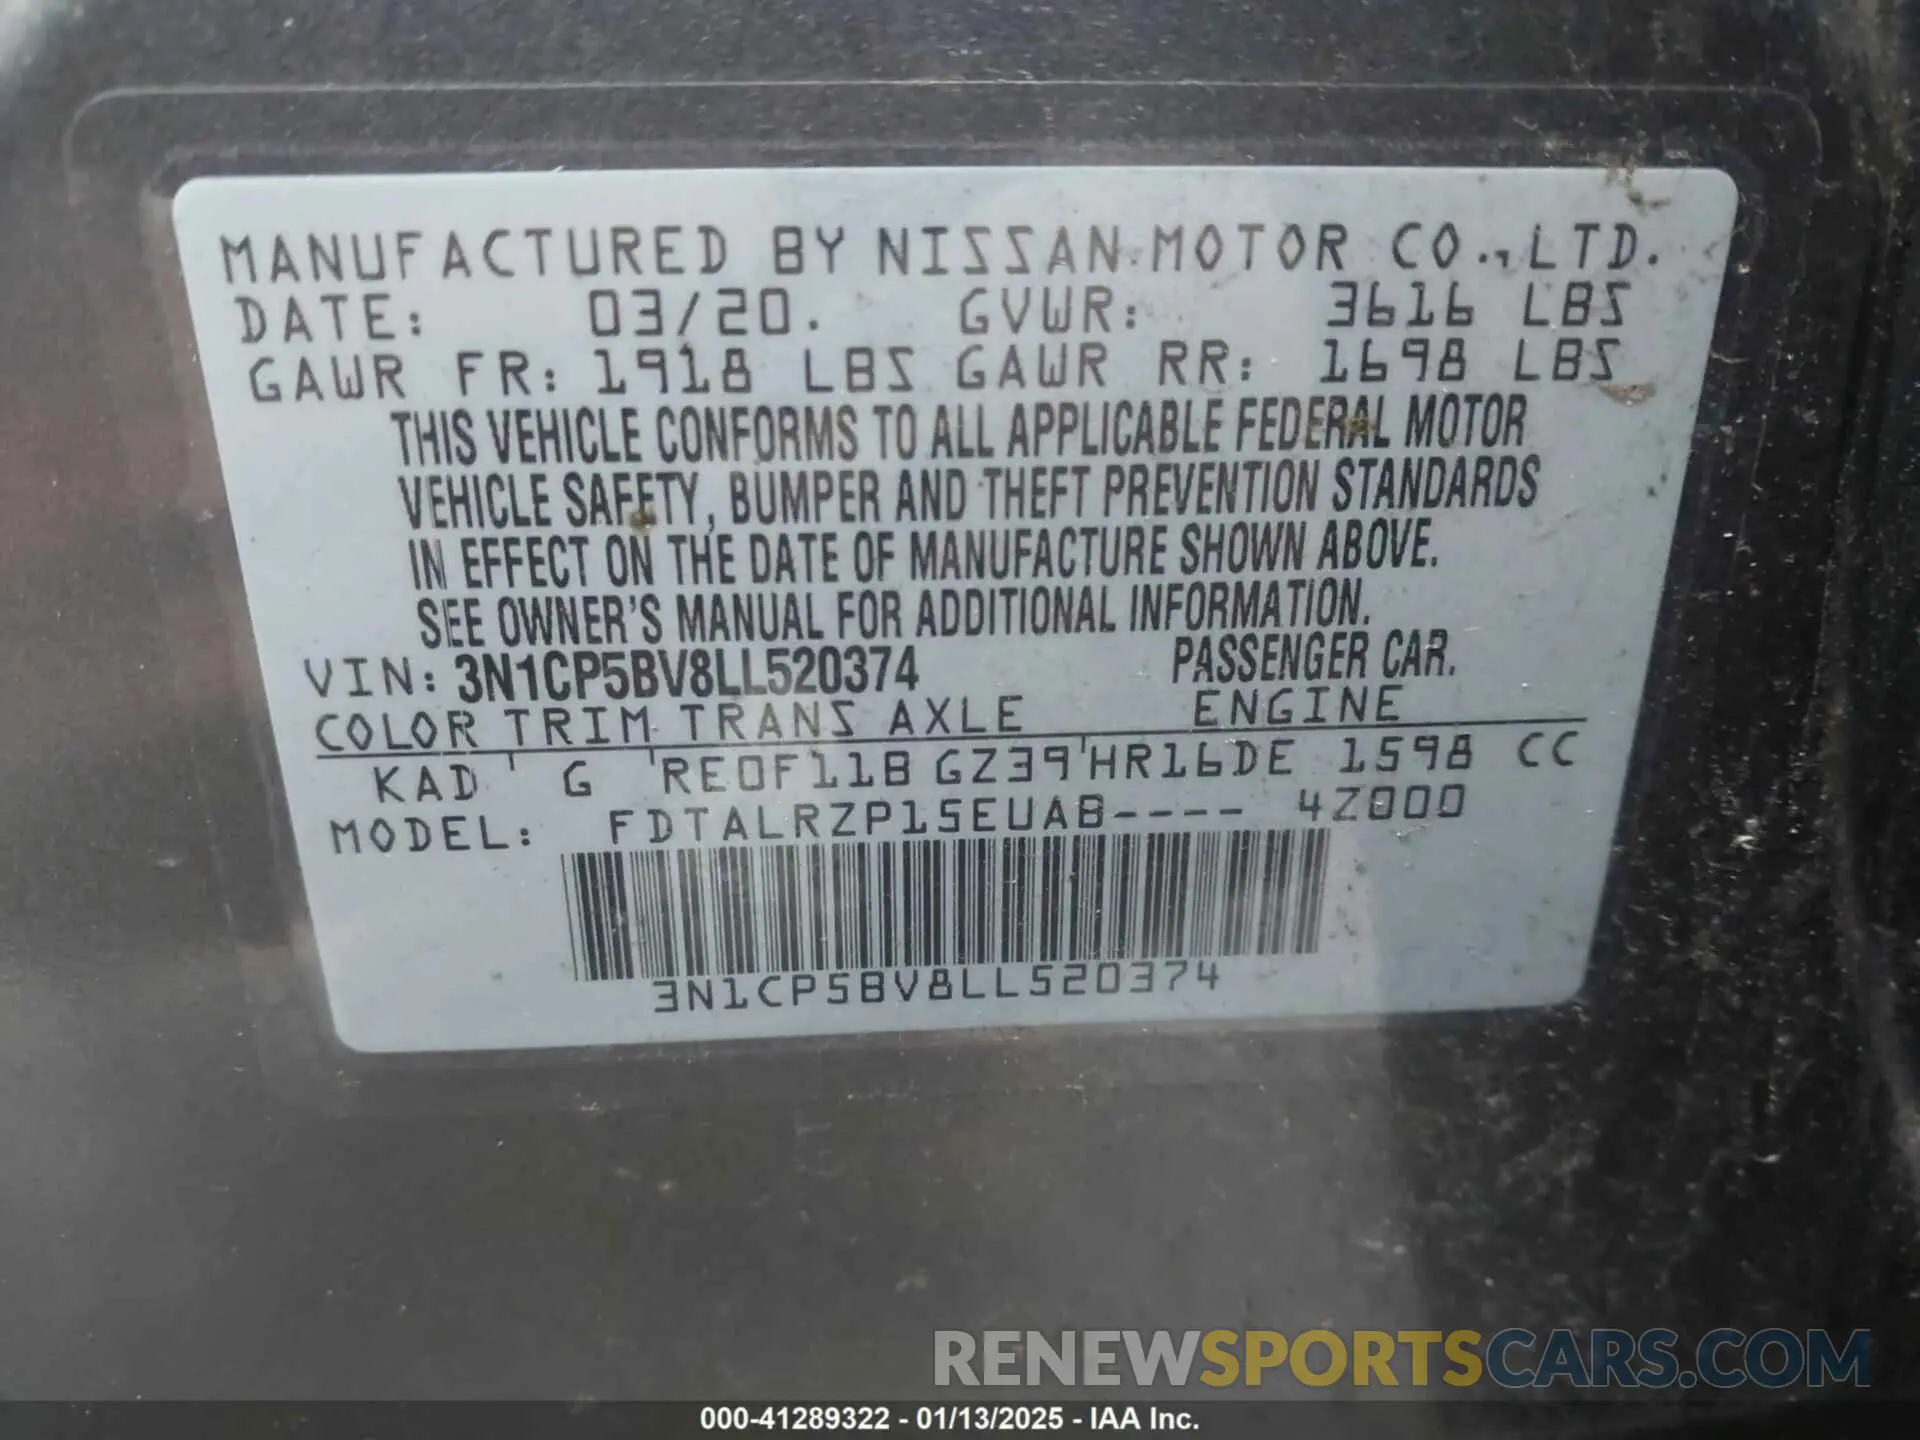 MANUFACTURED BY NISSAN MOTOR CO., LTD.
DATE: 03/20. GVWR: 3616 LBS
GAWR FR: 1918 LBS GAWR RR: 1698 LBS
THIS VEHICLE CONFORMS TO ALL APPLICABLE FEDERAL MOTOR
VEHICLE SAFETY, BUMPER AND THEFT PREVENTION STANDARDS
IN EFFECT ON THE DATE OF MANUFACTURE SHOWN ABOVE.
SEE OWNER'S MANUAL FOR ADDITIONAL INFORMATION.
VIN: 3N1CP5BV8LL520374 PASSENGER CAR.
COLOR TRIM TRANS AXLE ENGINE
KAD G RE0F11B GZ39 HR16DE 1598 CC
MODEL: FDTALRZP15EUAB---- 4Z000
3N1CP5BV8LL520374
RENEWSPORTSCARS.COM
000-41289322 - 01/13/2025 - IAA Inc.